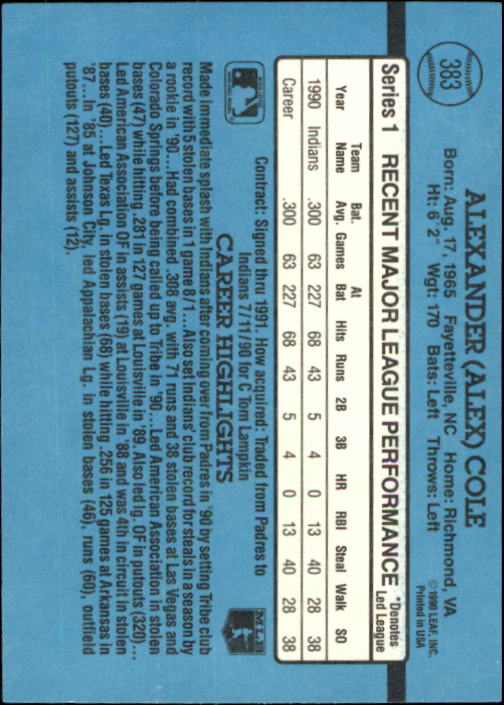 383
ALEXANDER (ALEX) COLE
Born: Aug. 17, 1965 Fayetteville, NC Home: Richmond, VA
Ht: 6' 2" Wgt: 170 Bats: Left Throws: Left
©1990 LEAF, INC.
Printed in USA
Series 1 RECENT MAJOR LEAGUE PERFORMANCE *Denotes Led League
Year Team Name Bat. Avg. Games At Bat Hits Runs 2B 3B HR RBI Steal Walk SO
1990 Indians .300 63 227 68 43 5 4 0 13 40 28 38
Career .300 63 227 68 43 5 4 0 13 40 28 38
Contract: Signed thru 1991. How acquired: Traded from Padres to
Indians 7/11/90 for C Tom Lampkin
MLB
CAREER HIGHLIGHTS
Made immediate splash with Indians after coming over from Padres in '90 by setting Tribe club
record with 5 stolen bases in 1 game 8/1...Also set Indians' club record for steals in a season by
a rookie in '90...Had combined .308 avg. with 71 runs and 38 stolen bases at Las Vegas and
Colorado Springs before being called up to Tribe in '90...Led American Association in stolen
bases (47) while hitting .281 in 127 games at Louisville in '89. Also led lg. OF in putouts (320)...
Led American Association OF in assists (19) at Louisville in '88 and was 4th in circuit in stolen
bases (40)...Led Texas Lg. in stolen bases (68) while hitting .256 in 125 games at Arkansas in
'87...In '85 at Johnson City, led Appalachian Lg. in stolen bases (46), runs (60), outfield
putouts (127) and assists (12).